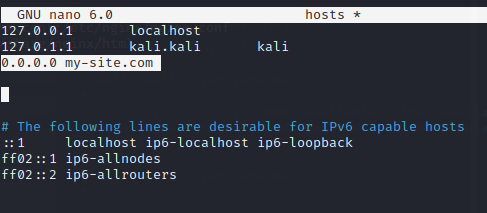 GNU nano 6.0 hosts *
127.0.0.1 localhost
127.0.1.1 kali.kali kali
0.0.0.0 my-site.com
# The following lines are desirable for IPv6 capable hosts
::1 localhost ip6-localhost ip6-loopback
ff02::1 ip6-allnodes
ff02::2 ip6-allrouters